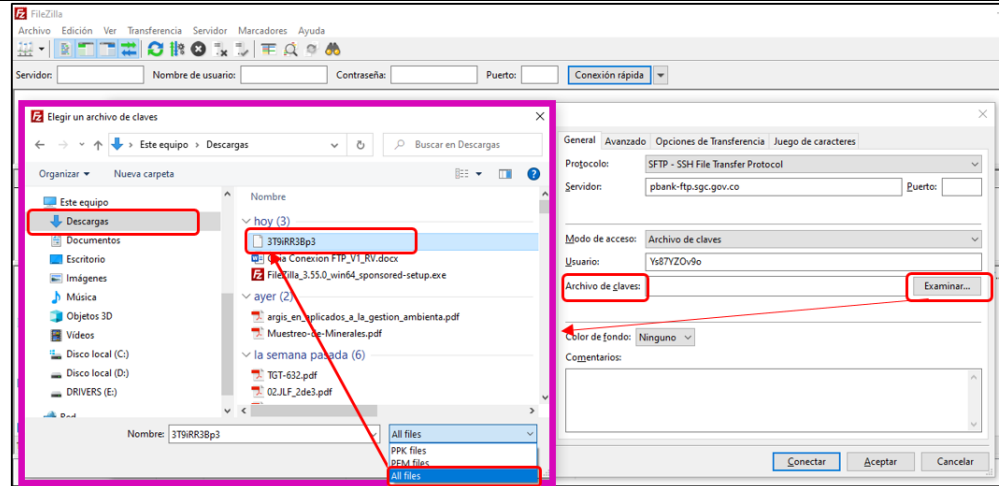 FileZilla
Archivo Edición Ver Transferencia Servidor Marcadores Ayuda
Servidor: Nombre de usuario: Contraseña: Puerto: Conexión rápida
Elegir un archivo de claves
Este equipo › Descargas
Buscar en Descargas
Organizar Nueva carpeta
Este equipo
Descargas
Documentos
Escritorio
Imágenes
Música
Objetos 3D
Vídeos
Disco local (C:)
Disco local (D:)
DRIVERS (E:)
Red
Nombre
hoy (3)
3T9iRR3Bp3
Guia Conexion FTP_V1_RV.docx
FileZilla_3.55.0_win64_sponsored-setup.exe
ayer (2)
argis_en_aplicados_a_la_gestion_ambienta.pdf
Muestreo-de-Minerales.pdf
la semana pasada (6)
TGT-632.pdf
02.JLF_2de3.pdf
Nombre: 3T9iRR3Bp3
All files
PPK files
PEM files
All files
General Avanzado Opciones de Transferencia Juego de caracteres
Protocolo: SFTP - SSH File Transfer Protocol
Servidor: pbank-ftp.sgc.gov.co Puerto:
Modo de acceso: Archivo de claves
Usuario: Ys87YZOv9o
Archivo de claves: Examinar...
Color de fondo: Ninguno
Comentarios:
Conectar Aceptar Cancelar